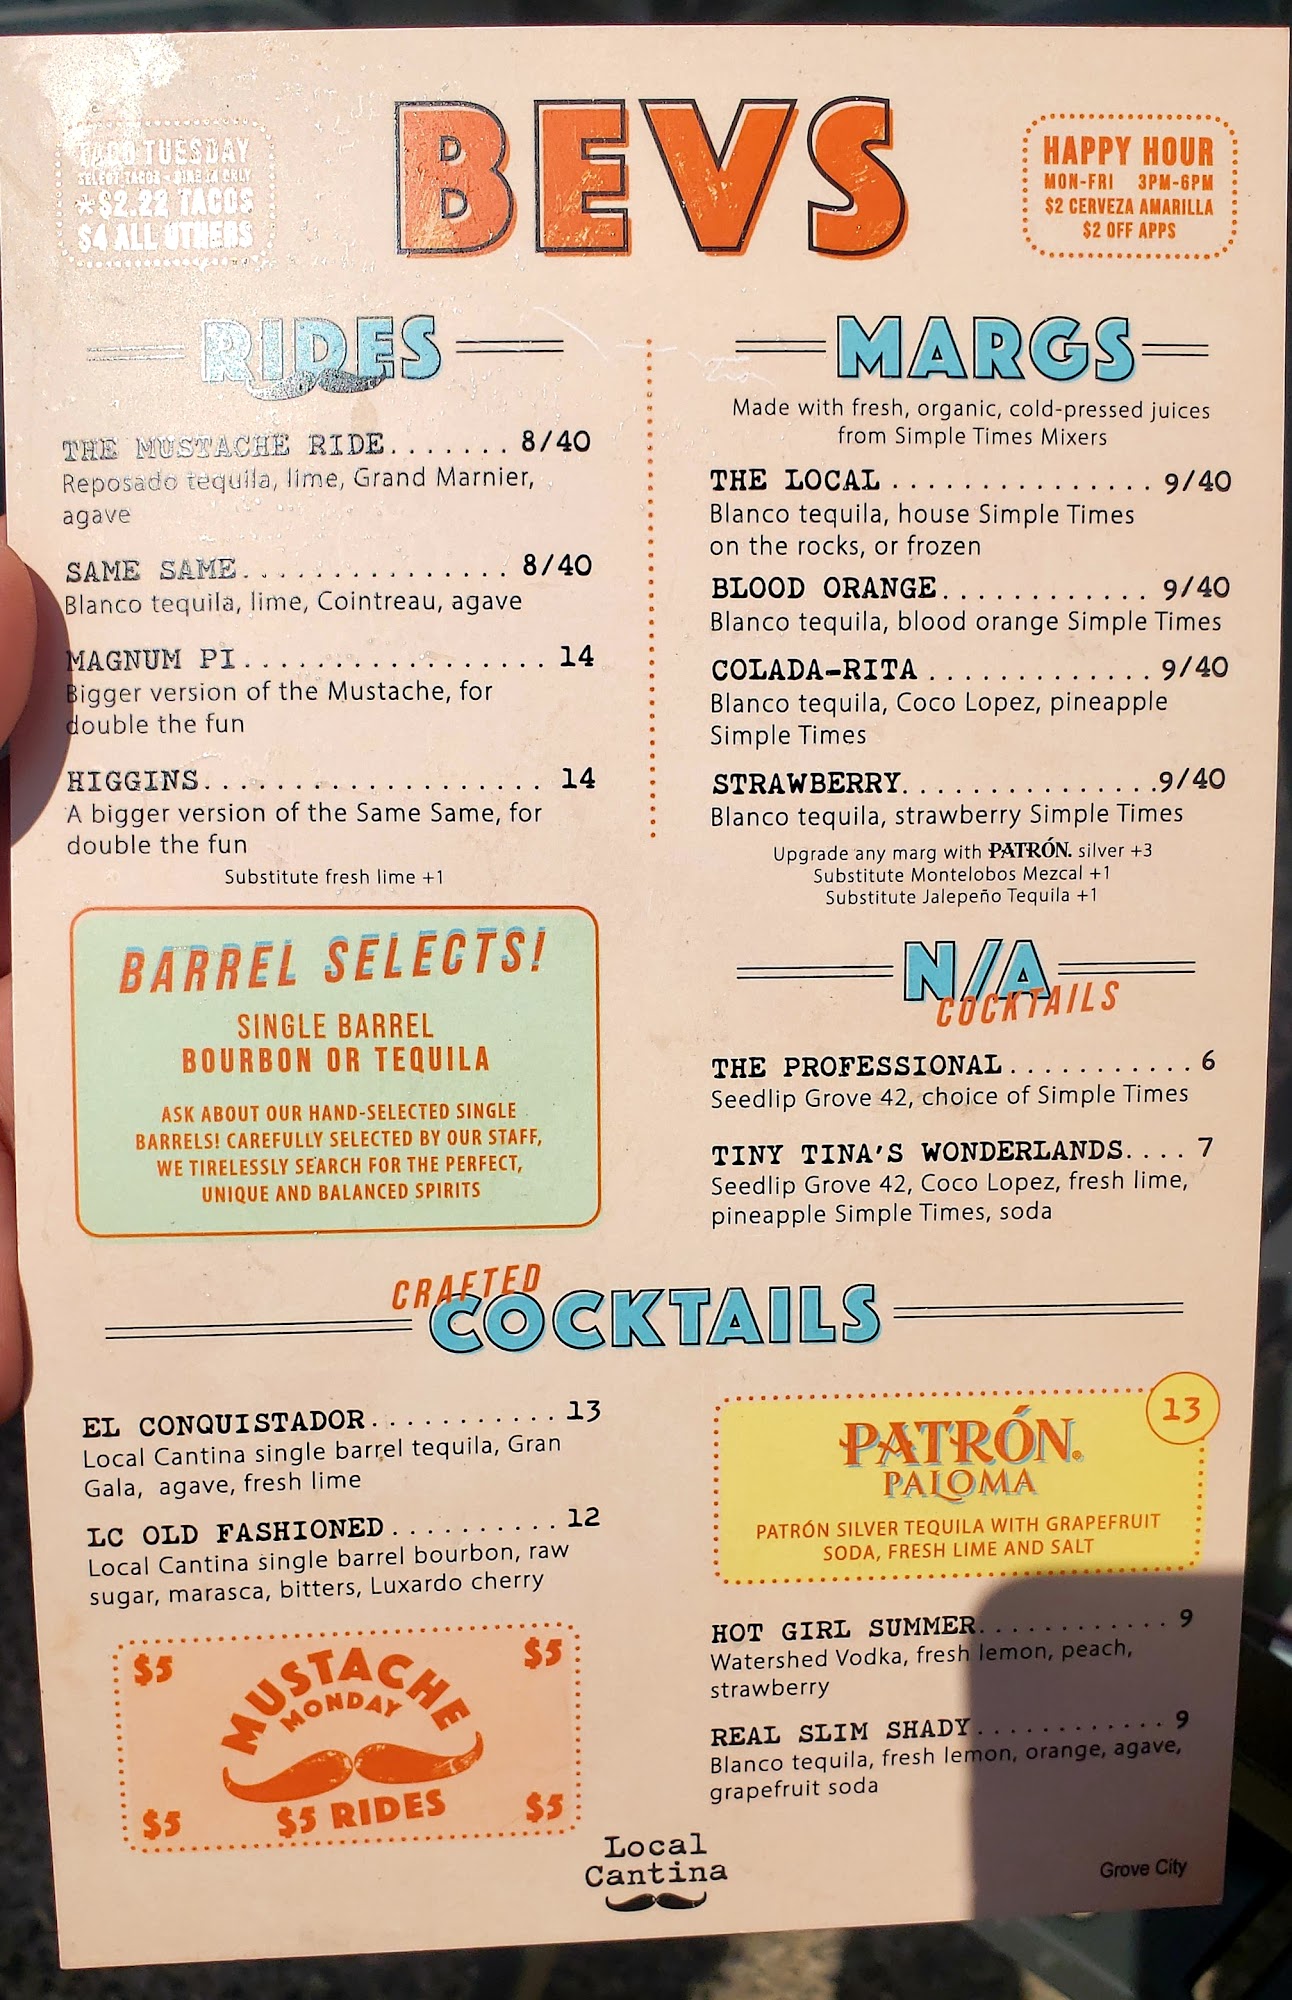 BEVS
TACO TUESDAY
SELECT TACOS - DINE IN ONLY
*$2.22 TACOS
$4 ALL OTHERS
HAPPY HOUR
MON-FRI 3PM-6PM
$2 CERVEZA AMARILLA
$2 OFF APPS
RIDES
THE MUSTACHE RIDE....... 8/40
Reposado tequila, lime, Grand Marnier,
agave
SAME SAME............... 8/40
Blanco tequila, lime, Cointreau, agave
MAGNUM PI................. 14
Bigger version of the Mustache, for
double the fun
HIGGINS................... 14
A bigger version of the Same Same, for
double the fun
Substitute fresh lime +1
BARREL SELECTS!
SINGLE BARREL
BOURBON OR TEQUILA
ASK ABOUT OUR HAND-SELECTED SINGLE
BARRELS! CAREFULLY SELECTED BY OUR STAFF,
WE TIRELESSLY SEARCH FOR THE PERFECT,
UNIQUE AND BALANCED SPIRITS
MARGS
Made with fresh, organic, cold-pressed juices
from Simple Times Mixers
THE LOCAL ............... 9/40
Blanco tequila, house Simple Times
on the rocks, or frozen
BLOOD ORANGE............ 9/40
Blanco tequila, blood orange Simple Times
COLADA-RITA ............. 9/40
Blanco tequila, Coco Lopez, pineapple
Simple Times
STRAWBERRY...............9/40
Blanco tequila, strawberry Simple Times
Upgrade any marg with PATRÓN. silver +3
Substitute Montelobos Mezcal +1
Substitute Jalepeño Tequila +1
N/A
COCKTAILS
THE PROFESSIONAL........... 6
Seedlip Grove 42, choice of Simple Times
TINY TINA'S WONDERLANDS.... 7
Seedlip Grove 42, Coco Lopez, fresh lime,
pineapple Simple Times, soda
CRAFTED
COCKTAILS
EL CONQUISTADOR........... 13
Local Cantina single barrel tequila, Gran
Gala, agave, fresh lime
LC OLD FASHIONED.......... 12
Local Cantina single barrel bourbon, raw
sugar, marasca, bitters, Luxardo cherry
$5 $5
MUSTACHE
MONDAY
$5 $5 RIDES $5
13
PATRÓN®
PALOMA
PATRÓN SILVER TEQUILA WITH GRAPEFRUIT
SODA, FRESH LIME AND SALT
HOT GIRL SUMMER............ 9
Watershed Vodka, fresh lemon, peach,
strawberry
REAL SLIM SHADY............ 9
Blanco tequila, fresh lemon, orange, agave,
grapefruit soda
Local
Cantina
Grove City